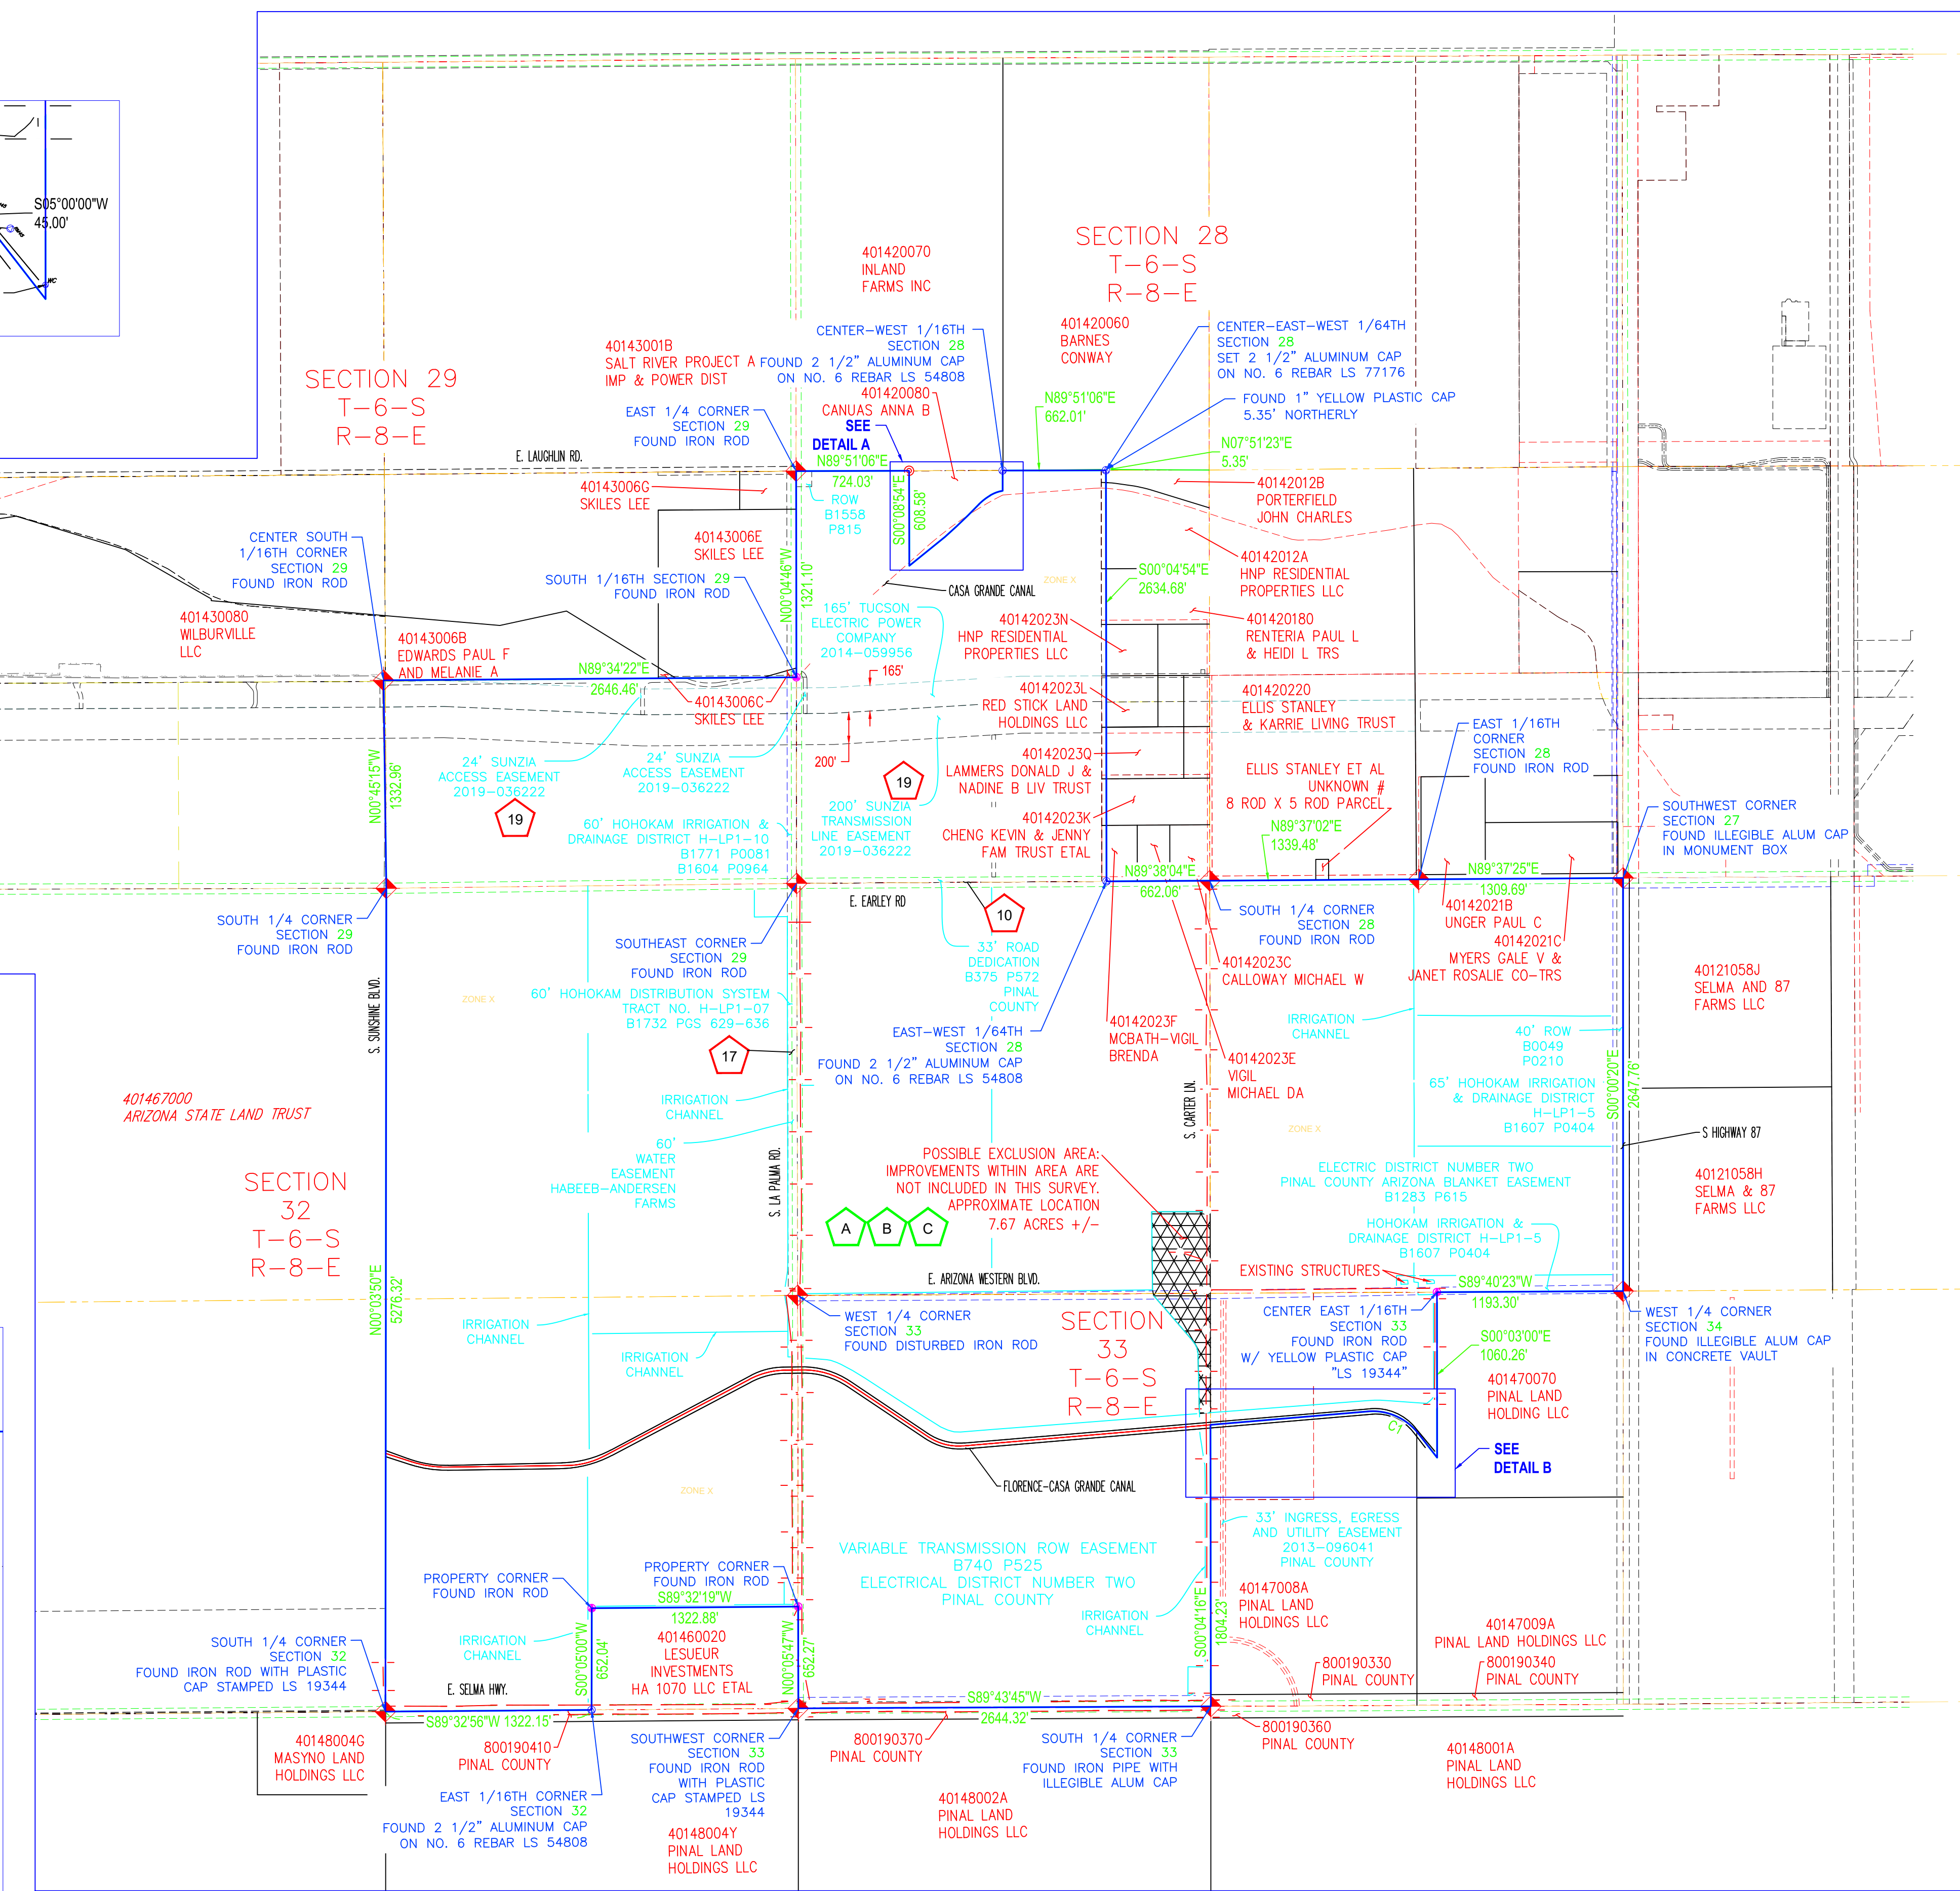 S05°00'00"W
45.00'
WC
SECTION 28
T-6-S
R-8-E
401420070
INLAND
FARMS INC
401420060
BARNES
CONWAY
CENTER-WEST 1/16TH
SECTION 28
FOUND 2 1/2" ALUMINUM CAP
ON NO. 6 REBAR LS 54808
CENTER-EAST-WEST 1/64TH
SECTION 28
SET 2 1/2" ALUMINUM CAP
ON NO. 6 REBAR LS 77176
40143001B
SALT RIVER PROJECT A
IMP & POWER DIST
SECTION 29
T-6-S
R-8-E
401420080
CANUAS ANNA B
N89°51'06"E
662.01'
FOUND 1" YELLOW PLASTIC CAP
5.35' NORTHERLY
EAST 1/4 CORNER
SECTION 29
FOUND IRON ROD
SEE
DETAIL A
N07°51'23"E
5.35'
E. LAUGHLIN RD.
N89°51'06"E
724.03'
S00°08'54"E
608.58'
ROW
B1558
P815
40143006G
SKILES LEE
40142012B
PORTERFIELD
JOHN CHARLES
CENTER SOUTH
1/16TH CORNER
SECTION 29
FOUND IRON ROD
40143006E
SKILES LEE
N00°04'46"W
1321.10'
40142012A
HNP RESIDENTIAL
PROPERTIES LLC
SOUTH 1/16TH SECTION 29
FOUND IRON ROD
S00°04'54"E
2634.68'
ZONE X
CASA GRANDE CANAL
401430080
WILBURVILLE
LLC
40143006B
EDWARDS PAUL F
AND MELANIE A
165' TUCSON
ELECTRIC POWER
COMPANY
2014-059956
40142023N
HNP RESIDENTIAL
PROPERTIES LLC
401420180
RENTERIA PAUL L
& HEIDI L TRS
N89°34'22"E
2646.46'
165'
40143006C
SKILES LEE
40142023L
RED STICK LAND
HOLDINGS LLC
401420220
ELLIS STANLEY
& KARRIE LIVING TRUST
EAST 1/16TH
CORNER
SECTION 28
FOUND IRON ROD
N00°45'15"W
1332.96'
24' SUNZIA
ACCESS EASEMENT
2019-036222
24' SUNZIA
ACCESS EASEMENT
2019-036222
200'
19
19
40142023Q
LAMMERS DONALD J &
NADINE B LIV TRUST
ELLIS STANLEY ET AL
UNKNOWN #
8 ROD X 5 ROD PARCEL
60' HOHOKAM IRRIGATION &
DRAINAGE DISTRICT H-LP1-10
B1771 P0081
B1604 P0964
200' SUNZIA
TRANSMISSION
LINE EASEMENT
2019-036222
40142023K
CHENG KEVIN & JENNY
FAM TRUST ETAL
N89°37'02"E
1339.48'
SOUTHWEST CORNER
SECTION 27
FOUND ILLEGIBLE ALUM CAP
IN MONUMENT BOX
N89°38'04"E
662.06'
N89°37'25"E
1309.69'
E. EARLEY RD
10
40142021B
UNGER PAUL C
SOUTH 1/4 CORNER
SECTION 29
FOUND IRON ROD
SOUTHEAST CORNER
SECTION 29
FOUND IRON ROD
SOUTH 1/4 CORNER
SECTION 28
FOUND IRON ROD
40142021C
MYERS GALE V &
JANET ROSALIE CO-TRS
33' ROAD
DEDICATION
B375 P572
PINAL
COUNTY
40142023C
CALLOWAY MICHAEL W
40121058J
SELMA AND 87
FARMS LLC
S. SUNSHINE BLVD.
ZONE X
60' HOHOKAM DISTRIBUTION SYSTEM
TRACT NO. H-LP1-07
B1732 PGS 629-636
17
EAST-WEST 1/64TH
SECTION 28
FOUND 2 1/2" ALUMINUM CAP
ON NO. 6 REBAR LS 54808
40142023F
MCBATH-VIGIL
BRENDA
40142023E
VIGIL
MICHAEL DA
IRRIGATION
CHANNEL
40' ROW
B0049
P0210
65' HOHOKAM IRRIGATION
& DRAINAGE DISTRICT
H-LP1-5
B1607 P0404
S00°00'20"E
2647.76'
401467000
ARIZONA STATE LAND TRUST
IRRIGATION
CHANNEL
S. CARTER LN.
ZONE X
S HIGHWAY 87
60'
WATER
EASEMENT
HABEEB-ANDERSEN
FARMS
S. LA PALMA RD.
POSSIBLE EXCLUSION AREA:
IMPROVEMENTS WITHIN AREA ARE
NOT INCLUDED IN THIS SURVEY.
APPROXIMATE LOCATION
7.67 ACRES +/-
ELECTRIC DISTRICT NUMBER TWO
PINAL COUNTY ARIZONA BLANKET EASEMENT
B1283 P615
40121058H
SELMA & 87
FARMS LLC
SECTION
32
T-6-S
R-8-E
A B C
HOHOKAM IRRIGATION &
DRAINAGE DISTRICT H-LP1-5
B1607 P0404
N00°03'50"E
5276.32'
E. ARIZONA WESTERN BLVD.
EXISTING STRUCTURES
S89°40'23"W
1193.30'
IRRIGATION
CHANNEL
WEST 1/4 CORNER
SECTION 33
FOUND DISTURBED IRON ROD
SECTION
33
T-6-S
R-8-E
CENTER EAST 1/16TH
SECTION 33
FOUND IRON ROD
W/ YELLOW PLASTIC CAP
"LS 19344"
WEST 1/4 CORNER
SECTION 34
FOUND ILLEGIBLE ALUM CAP
IN CONCRETE VAULT
S00°03'00"E
1060.26'
IRRIGATION
CHANNEL
401470070
PINAL LAND
HOLDING LLC
C1
SEE
DETAIL B
FLORENCE-CASA GRANDE CANAL
ZONE X
33' INGRESS, EGRESS
AND UTILITY EASEMENT
2013-096041
PINAL COUNTY
VARIABLE TRANSMISSION ROW EASEMENT
B740 P525
ELECTRICAL DISTRICT NUMBER TWO
PINAL COUNTY
PROPERTY CORNER
FOUND IRON ROD
PROPERTY CORNER
FOUND IRON ROD
S89°32'19"W
1322.88'
IRRIGATION
CHANNEL
S00°04'16"E
1804.23'
40147008A
PINAL LAND
HOLDINGS LLC
40147009A
PINAL LAND HOLDINGS LLC
SOUTH 1/4 CORNER
SECTION 32
FOUND IRON ROD WITH PLASTIC
CAP STAMPED LS 19344
IRRIGATION
CHANNEL
S00°05'00"W
652.04'
401460020
LESUEUR
INVESTMENTS
HA 1070 LLC ETAL
N00°05'47"W
652.27'
800190330
PINAL COUNTY
800190340
PINAL COUNTY
E. SELMA HWY.
S89°32'56"W 1322.15'
S89°43'45"W
2644.32'
40148004G
MASYNO LAND
HOLDINGS LLC
800190410
PINAL COUNTY
SOUTHWEST CORNER
SECTION 33
FOUND IRON ROD
WITH PLASTIC
CAP STAMPED LS
19344
800190370
PINAL COUNTY
SOUTH 1/4 CORNER
SECTION 33
FOUND IRON PIPE WITH
ILLEGIBLE ALUM CAP
800190360
PINAL COUNTY
40148001A
PINAL LAND
HOLDINGS LLC
EAST 1/16TH CORNER
SECTION 32
FOUND 2 1/2" ALUMINUM CAP
ON NO. 6 REBAR LS 54808
40148002A
PINAL LAND
HOLDINGS LLC
40148004Y
PINAL LAND
HOLDINGS LLC